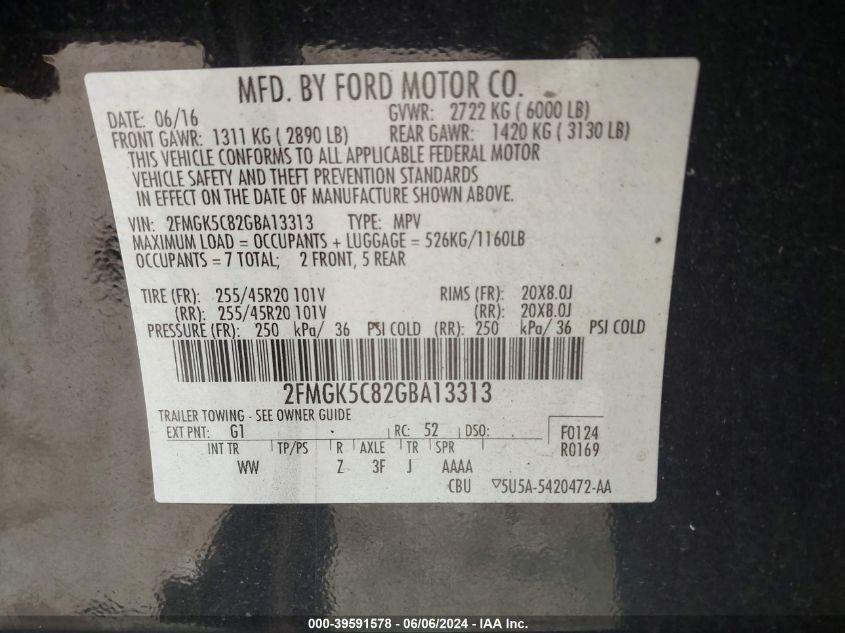 MFD. BY FORD MOTOR CO.
DATE: 06/16 GVWR: 2722 KG ( 6000 LB)
FRONT GAWR: 1311 KG ( 2890 LB) REAR GAWR: 1420 KG ( 3130 LB)
THIS VEHICLE CONFORMS TO ALL APPLICABLE FEDERAL MOTOR
VEHICLE SAFETY AND THEFT PREVENTION STANDARDS
IN EFFECT ON THE DATE OF MANUFACTURE SHOWN ABOVE.
VIN: 2FMGK5C82GBA13313 TYPE: MPV
MAXIMUM LOAD = OCCUPANTS + LUGGAGE = 526KG/1160LB
OCCUPANTS = 7 TOTAL; 2 FRONT, 5 REAR
TIRE (FR): 255/45R20 101V RIMS (FR): 20X8.0J
(RR): 255/45R20 101V (RR): 20X8.0J
PRESSURE (FR): 250 kPa/ 36 PSI COLD (RR): 250 kPa/ 36 PSI COLD
2FMGK5C82GBA13313
TRAILER TOWING - SEE OWNER GUIDE
EXT PNT: G1 RC: 52 DSO: F0124
INT TR TP/PS R AXLE TR SPR R0169
WW Z 3F J AAAA
CBU ▽5U5A-5420472-AA
000-39591578 - 06/06/2024 - IAA Inc.